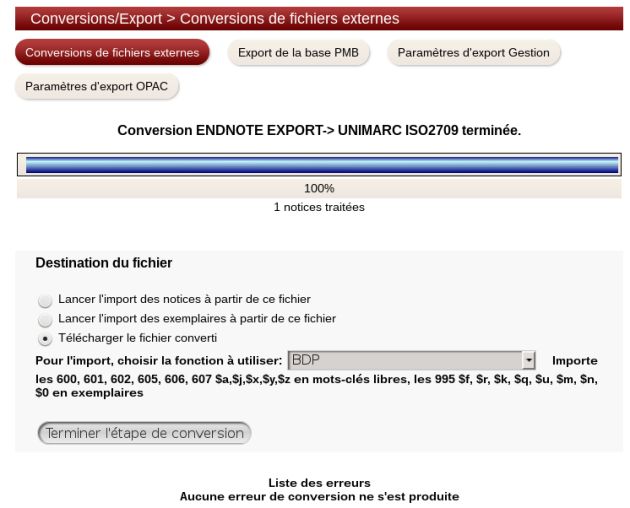 Conversions/Export > Conversions de fichiers externes
Conversions de fichiers externes
Export de la base PMB
Paramètres d'export Gestion
Paramètres d'export OPAC
Conversion ENDNOTE EXPORT-> UNIMARC ISO2709 terminée.
100%
1 notices traitées
Destination du fichier
Lancer l'import des notices à partir de ce fichier
Lancer l'import des exemplaires à partir de ce fichier
Télécharger le fichier converti
Pour l'import, choisir la fonction à utiliser: BDP Importe
les 600, 601, 602, 605, 606, 607 $a,$j,$x,$y,$z en mots-clés libres, les 995 $f, $r, $k, $q, $u, $m, $n,
$0 en exemplaires
Terminer l'étape de conversion
Liste des erreurs
Aucune erreur de conversion ne s'est produite